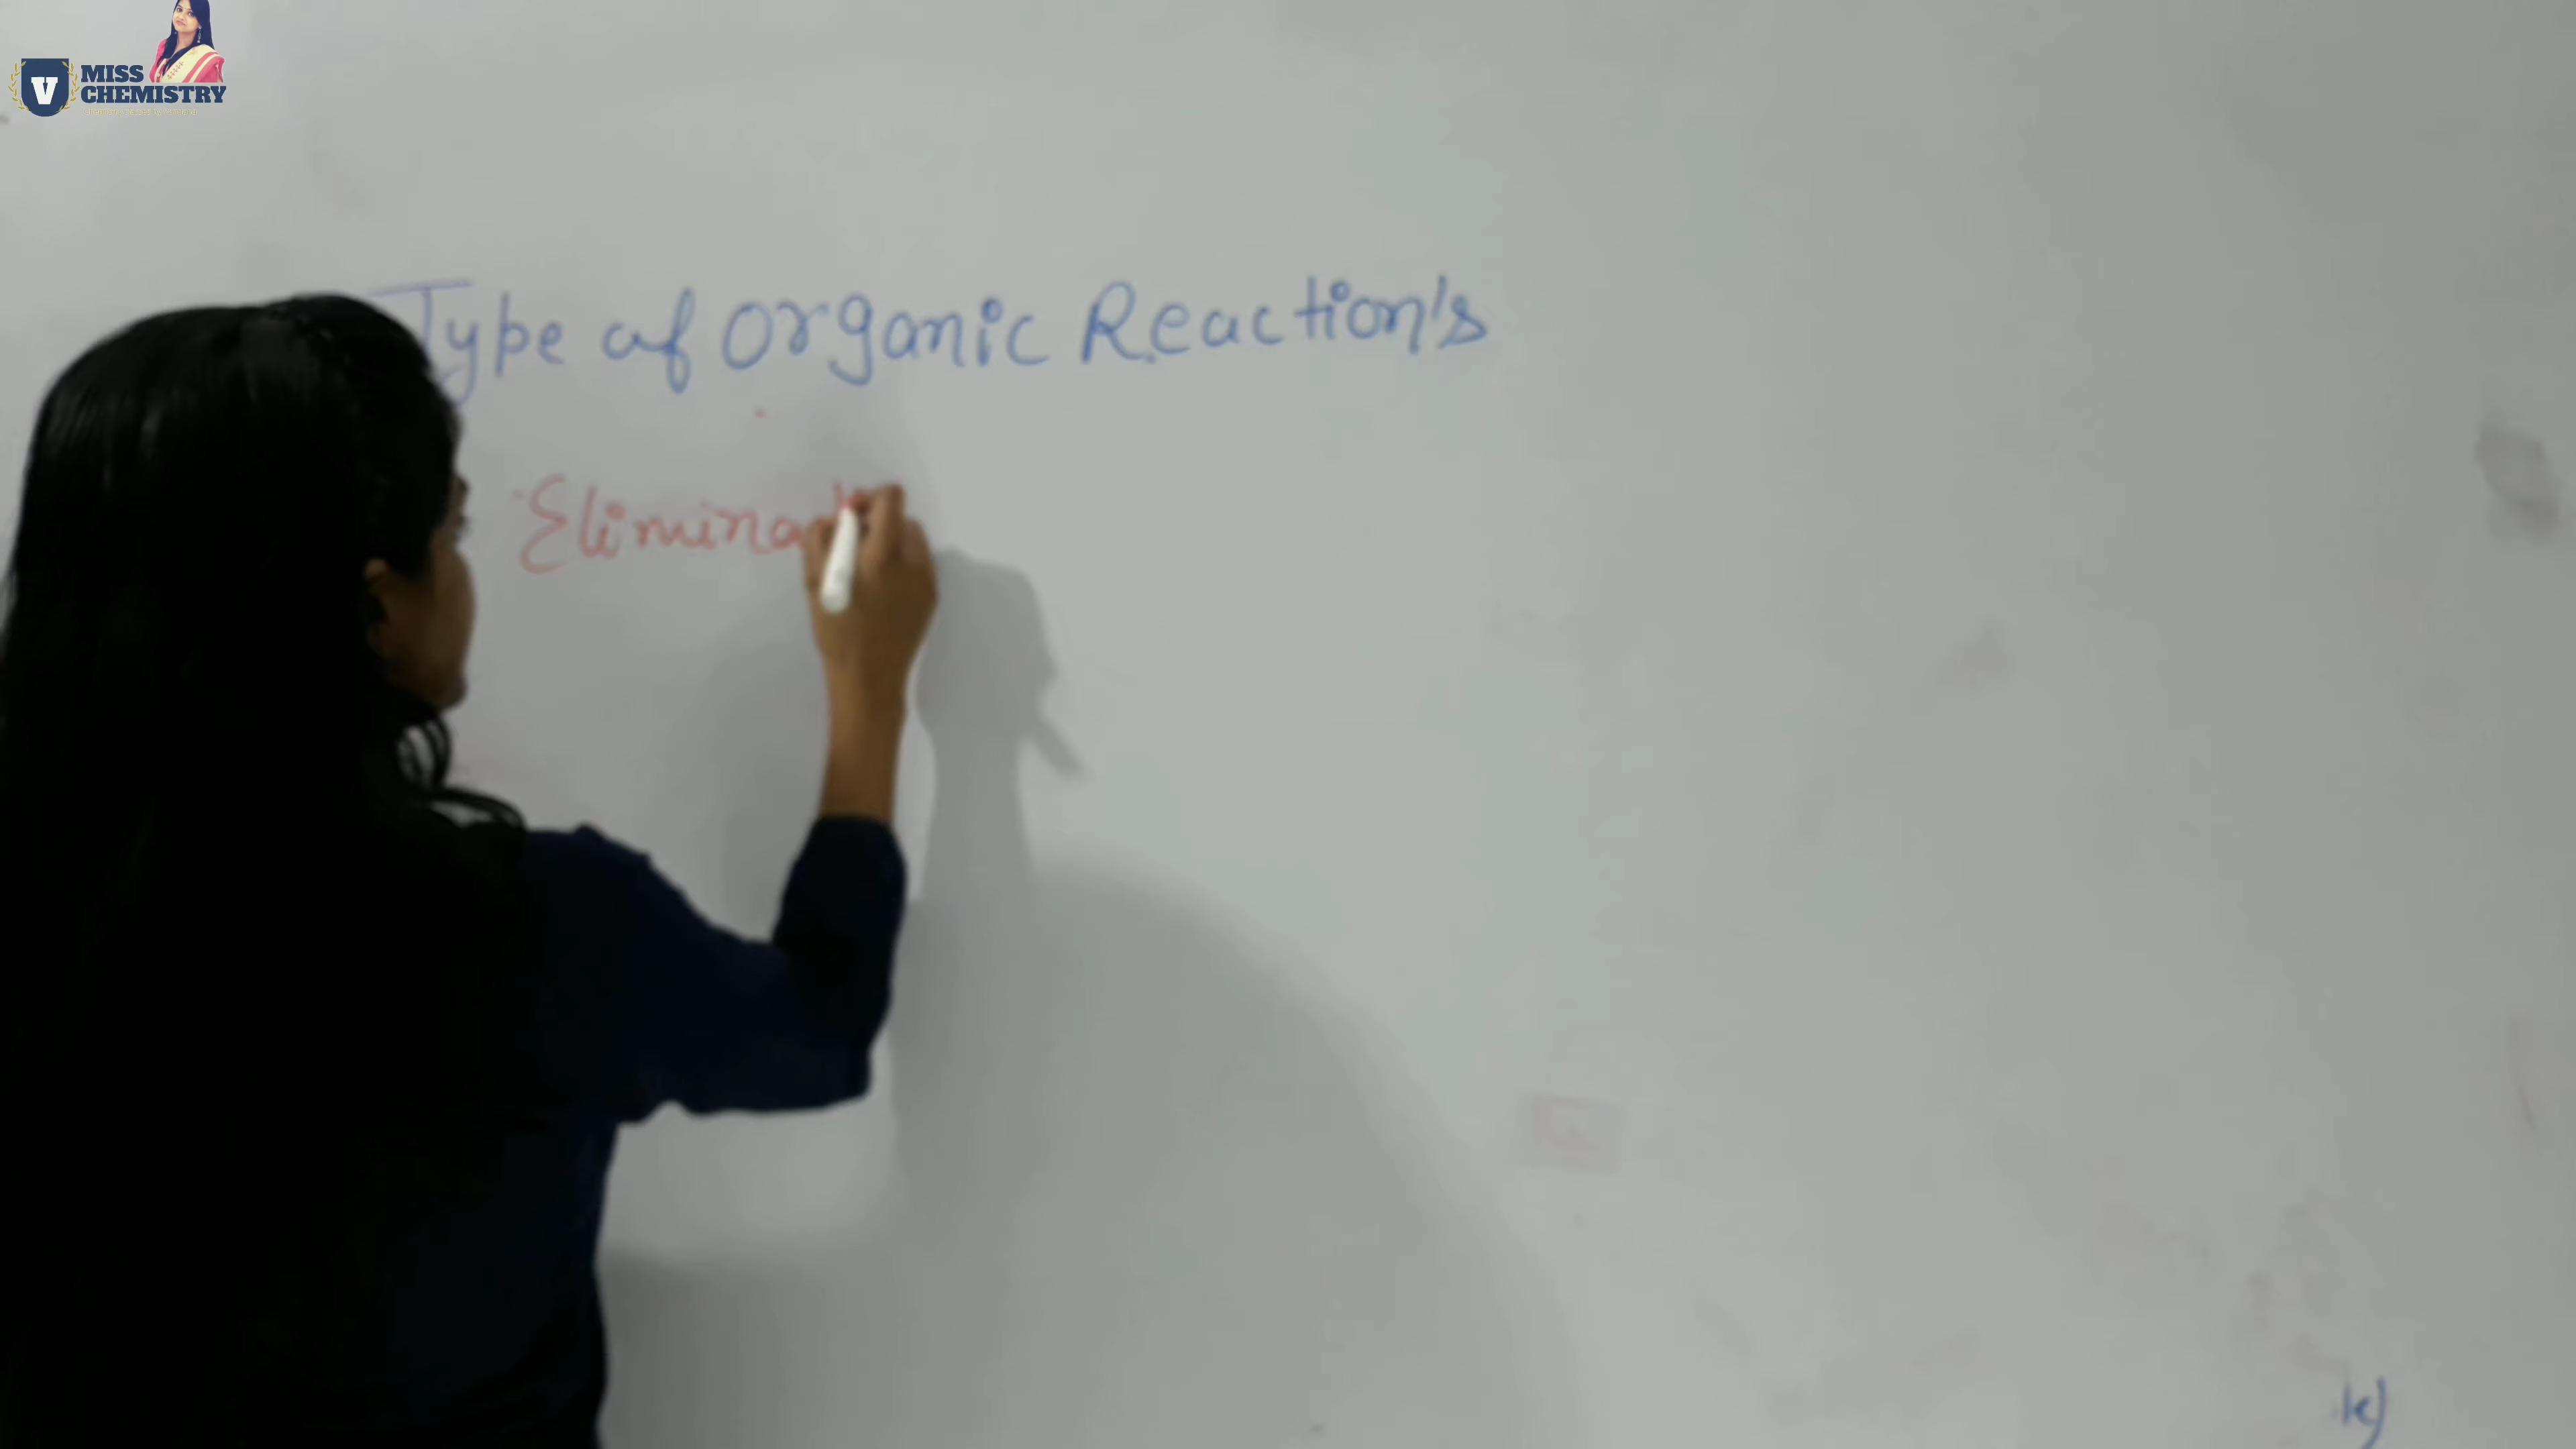 V
MISS
CHEMISTRY
Type of Organic Reaction's
Eliminat
k)